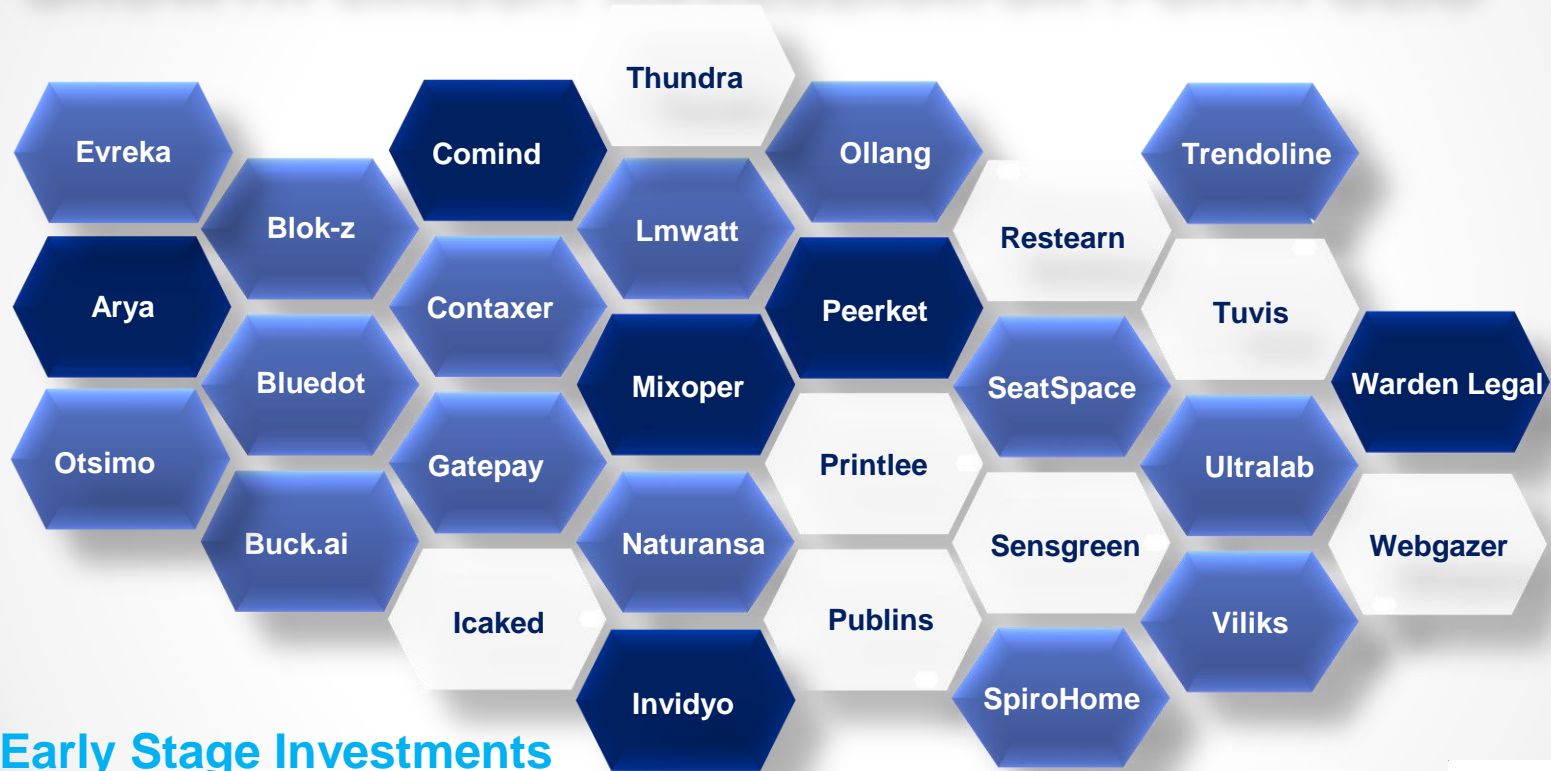 Thundra
Evreka
Comind
Ollang
Trendoline
Blok-z
Lmwatt
Restearn
Arya
Contaxer
Peerket
Tuvis
Bluedot
Mixoper
SeatSpace
Warden Legal
Otsimo
Gatepay
Printlee
Ultralab
Buck.ai
Naturansa
Sensgreen
Webgazer
Icaked
Publins
Viliks
Invidyo
SpiroHome
Early Stage Investments